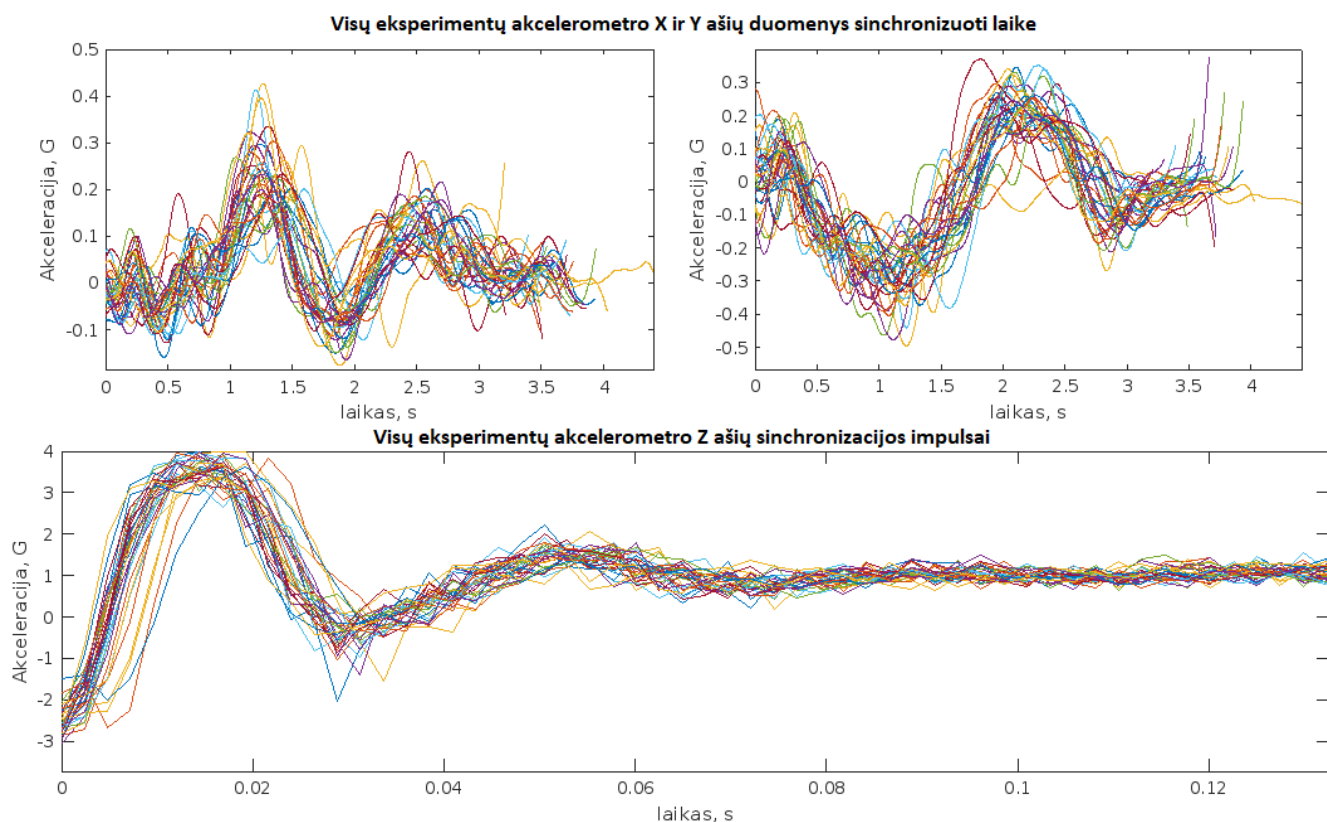 Visų eksperimentų akcelerometro X ir Y ašių duomenys sinchronizuoti laike
0.5
0.4
0.3
0.2
0.1
0
-0.1
Akceleracija, G
0 0.5 1 1.5 2 2.5 3 3.5 4
laikas, s
0.3
0.2
0.1
0
-0.1
-0.2
-0.3
-0.4
-0.5
Akceleracija, G
0 0.5 1 1.5 2 2.5 3 3.5 4
laikas, s
Visų eksperimentų akcelerometro Z ašių sinchronizacijos impulsai
4
3
2
1
0
-1
-2
-3
Akceleracija, G
0 0.02 0.04 0.06 0.08 0.1 0.12
laikas, s